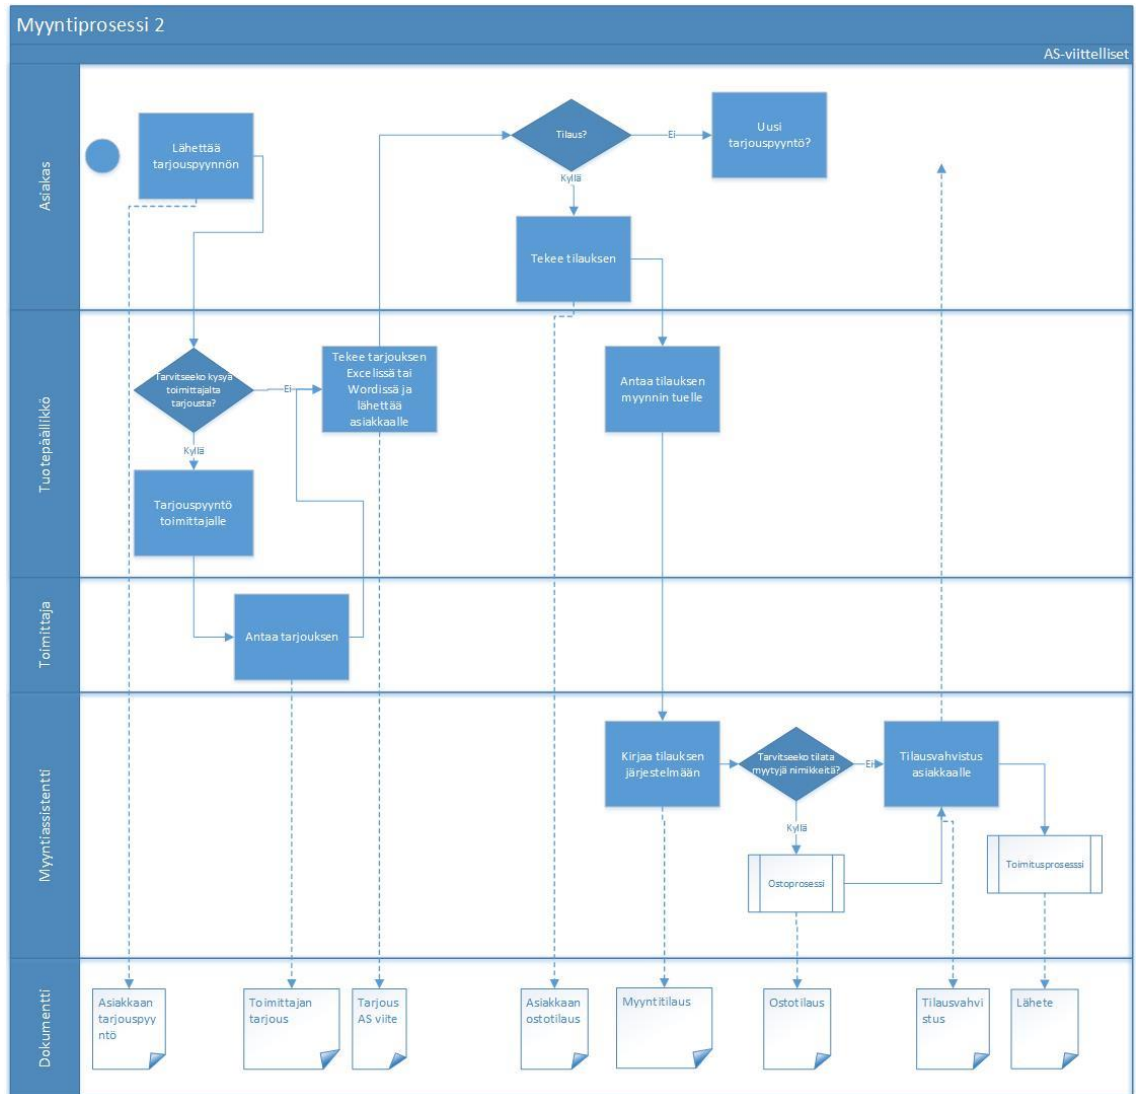 Myyntiprosessi 2
AS-viittelliset
Asiakas
Lähettää
tarjouspyynnön
Tilaus?
Ei
Uusi
tarjouspyyntö?
Kyllä
Tekee tilauksen
Tuotepäällikkö
Tarvitseeko kysyä
toimittajalta
tarjousta?
Ei
Tekee tarjouksen
Excelissä tai
Wordissä ja
lähettää
asiakkaalle
Antaa tilauksen
myynnin tuelle
Kyllä
Tarjouspyyntö
toimittajalle
Toimittaja
Antaa tarjouksen
Myyntiassistentti
Kirjaa tilauksen
järjestelmään
Tarvitseeko tilata
myytyjä nimikkeitä?
Ei
Tilausvahvistus
asiakkaalle
Kyllä
Ostoprosessi
Toimitusprosesssi
Dokumentti
Asiakkaan
tarjouspyy
ntö
Toimittajan
tarjous
Tarjous
AS viite
Asiakkaan
ostotilaus
Myyntitilaus
Ostotilaus
Tilausvahvi
stus
Lähete